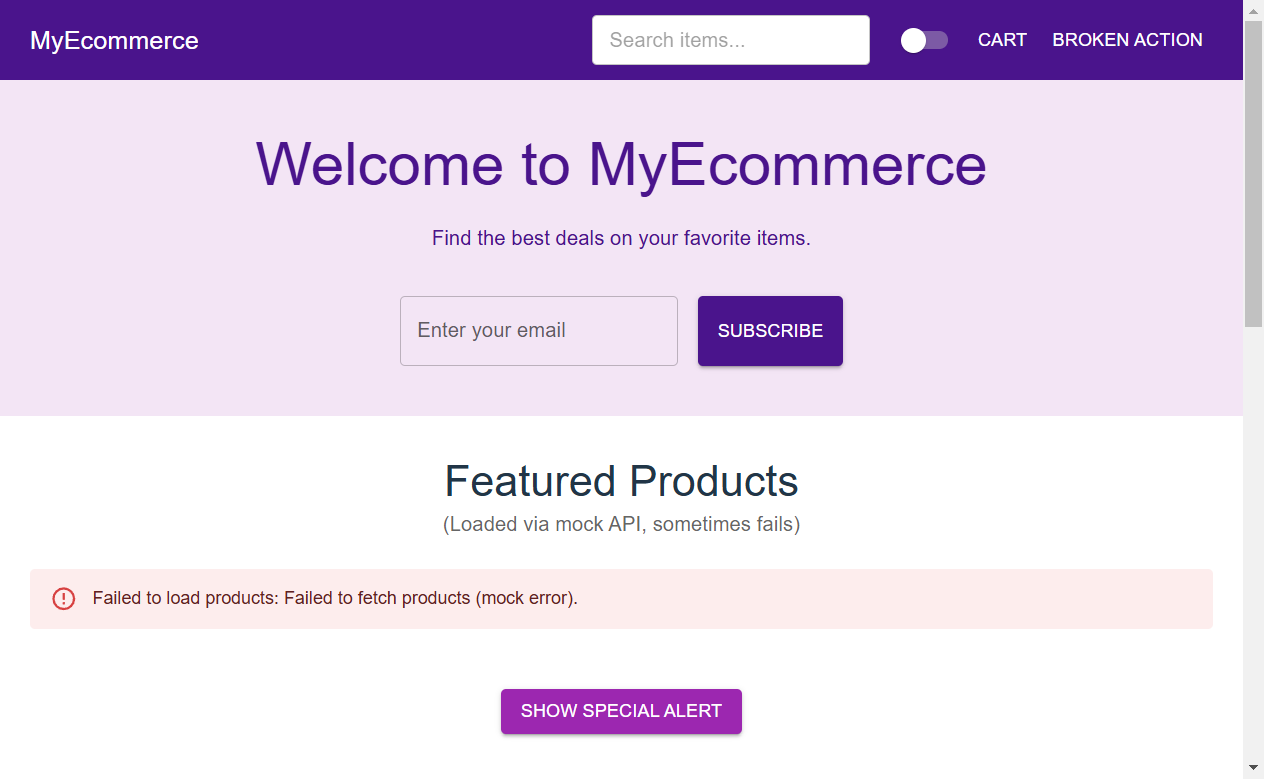 MyEcommerce
Search items...
CART
BROKEN ACTION
Welcome to MyEcommerce
Find the best deals on your favorite items.
Enter your email
SUBSCRIBE
Featured Products
(Loaded via mock API, sometimes fails)
Failed to load products: Failed to fetch products (mock error).
SHOW SPECIAL ALERT